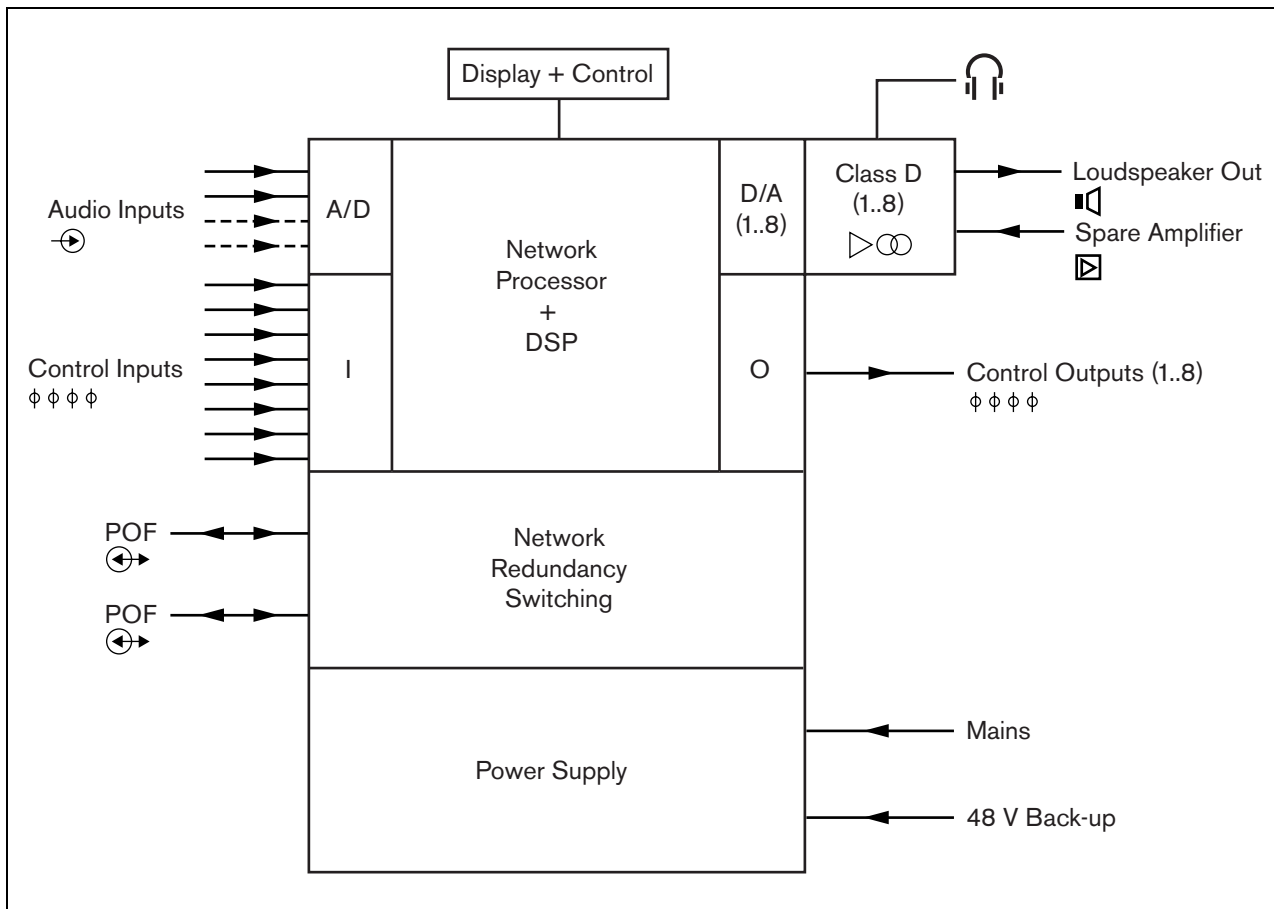 Display + Control
Audio Inputs
A/D
Network
Processor
+
DSP
D/A
(1..8)
Class D
(1..8)
Loudspeaker Out
Spare Amplifier
Control Inputs
I
O
Control Outputs (1..8)
POF
POF
Network
Redundancy
Switching
Power Supply
Mains
48 V Back-up